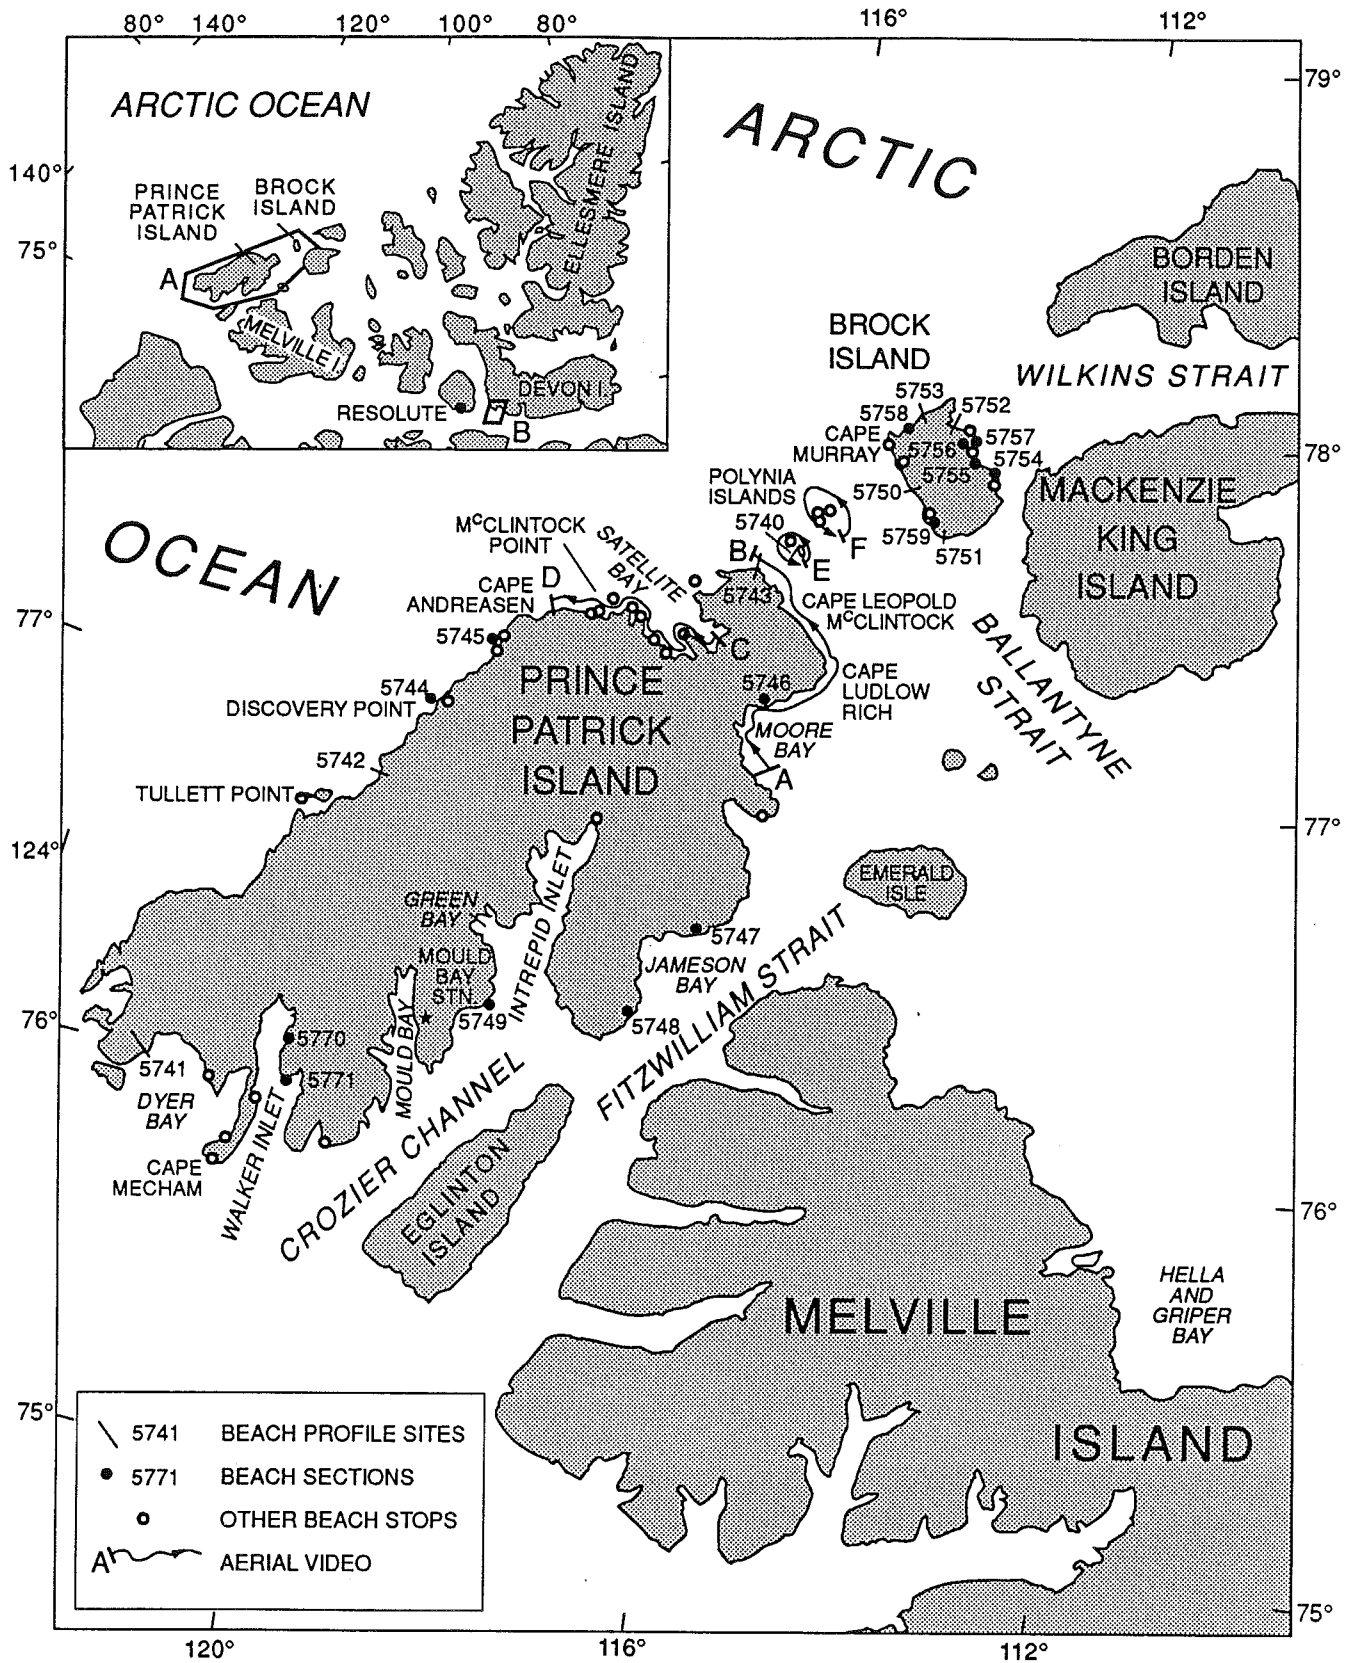 80° 140° 120° 100° 80° 116° 112°
79°
ARCTIC OCEAN
ELLESMERE ISLAND
140°
PRINCE
PATRICK
ISLAND
BROCK
ISLAND
75°
A
MELVILLE I.
DEVON I.
RESOLUTE
B
ARCTIC
OCEAN
BORDEN
ISLAND
BROCK
ISLAND
WILKINS STRAIT
5753
5752
5758
5757
CAPE
MURRAY
5756
5754
5755
78°
5750
5759
5751
MACKENZIE
KING
ISLAND
POLYNIA
ISLANDS
5740
F
E
McCLINTOCK
POINT
SATELLITE
BAY
B
D
CAPE
ANDREASEN
5743
CAPE LEOPOLD
McCLINTOCK
77°
5745
C
BALLANTYNE
STRAIT
PRINCE
PATRICK
ISLAND
5744
5746
CAPE
LUDLOW
RICH
DISCOVERY POINT
MOORE
BAY
5742
A
TULLETT POINT
77°
124°
EMERALD
ISLE
GREEN
BAY
INTREPID INLET
5747
MOULD
BAY
STN.
JAMESON
BAY
FITZWILLIAM STRAIT
76°
5749
5748
5770
MOULD BAY
5741
5771
DYER
BAY
CAPE
MECHAM
WALKER INLET
CROZIER CHANNEL
EGLINTON
ISLAND
76°
HELLA
AND
GRIPER
BAY
MELVILLE
ISLAND
75°
5741 BEACH PROFILE SITES
5771 BEACH SECTIONS
OTHER BEACH STOPS
A AERIAL VIDEO
75°
120° 116° 112°